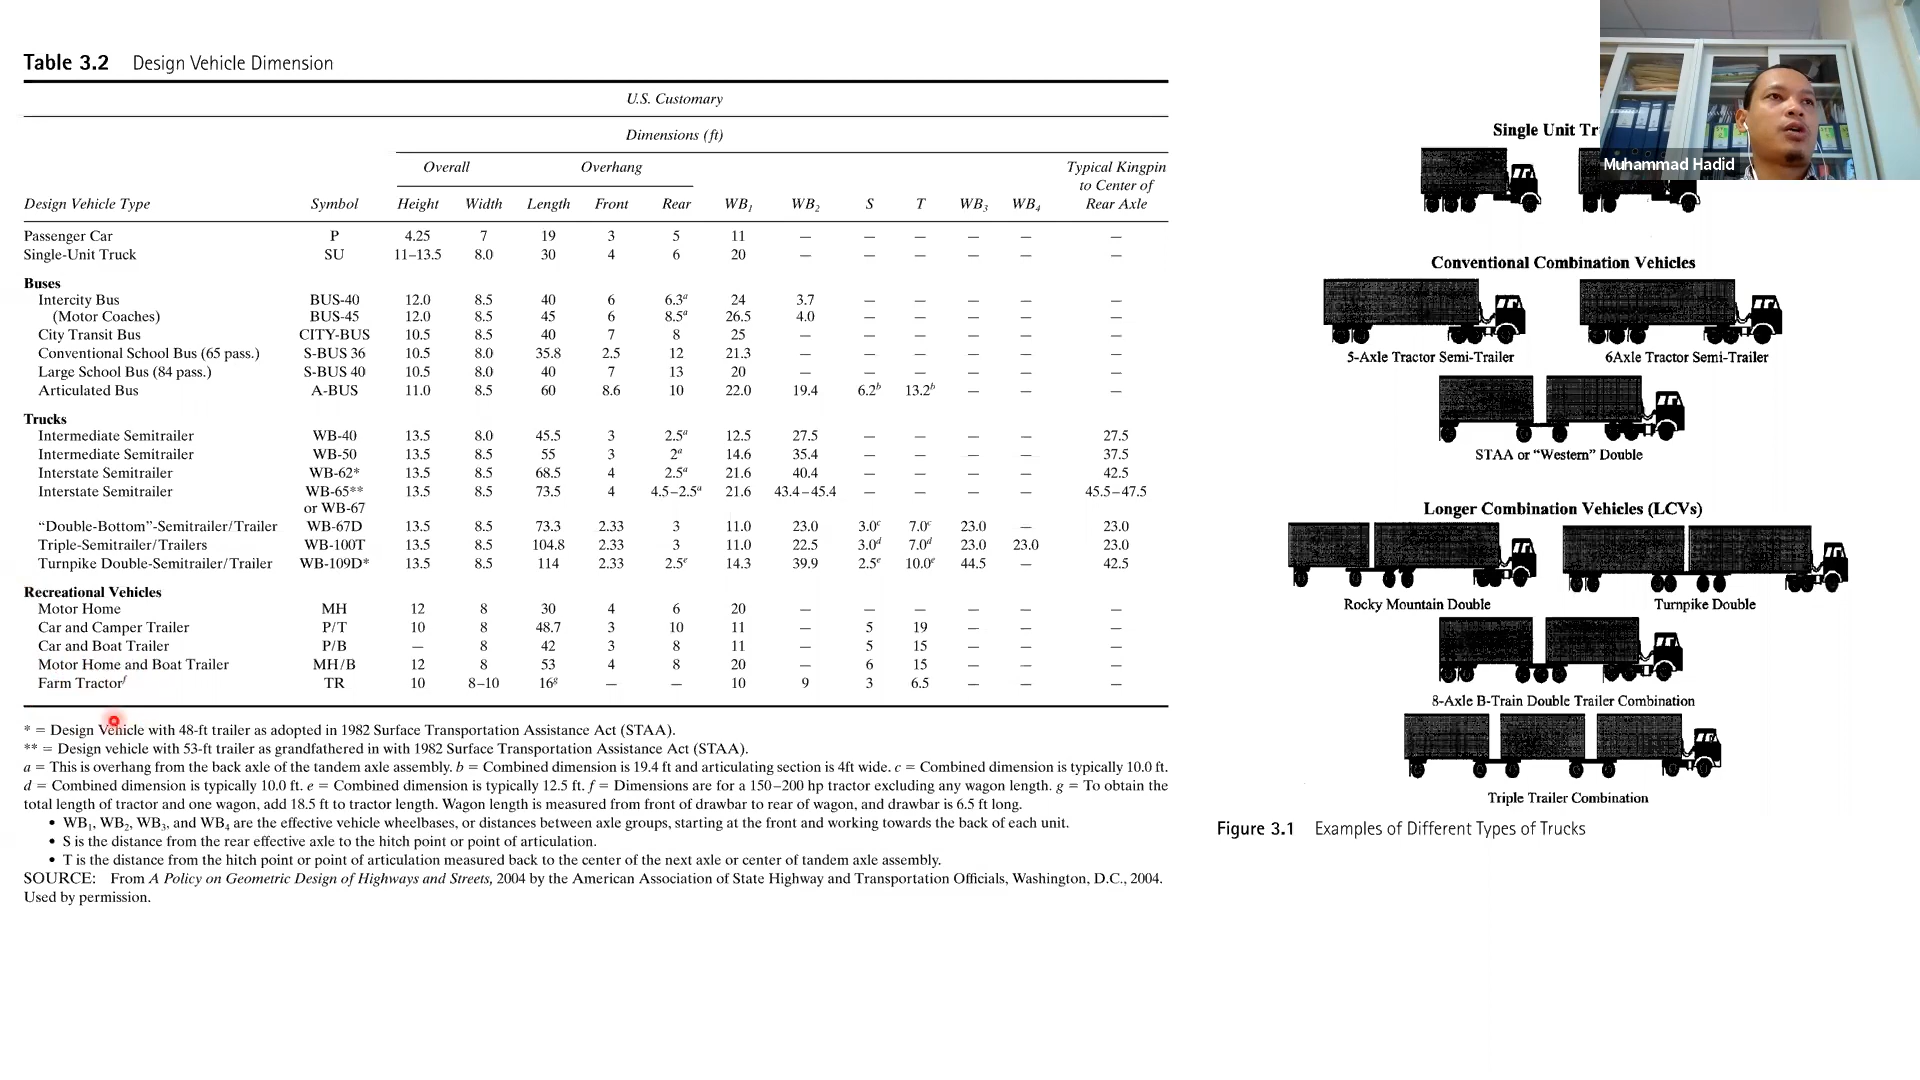 Table 3.2 Design Vehicle Dimension
U.S. Customary
Dimensions (ft)
Overall Overhang Typical Kingpin
to Center of
Design Vehicle Type Symbol Height Width Length Front Rear WB1 WB2 S T WB3 WB4 Rear Axle
Passenger Car P 4.25 7 19 3 5 11 — — — — — —
Single-Unit Truck SU 11–13.5 8.0 30 4 6 20 — — — — — —
Buses
Intercity Bus BUS-40 12.0 8.5 40 6 6.3a 24 3.7 — — — — —
(Motor Coaches) BUS-45 12.0 8.5 45 6 8.5a 26.5 4.0 — — — — —
City Transit Bus CITY-BUS 10.5 8.5 40 7 8 25 — — — — — —
Conventional School Bus (65 pass.) S-BUS 36 10.5 8.0 35.8 2.5 12 21.3 — — — — — —
Large School Bus (84 pass.) S-BUS 40 10.5 8.0 40 7 13 20 — — — — — —
Articulated Bus A-BUS 11.0 8.5 60 8.6 10 22.0 19.4 6.2b 13.2b — — —
Trucks
Intermediate Semitrailer WB-40 13.5 8.0 45.5 3 2.5a 12.5 27.5 — — — — 27.5
Intermediate Semitrailer WB-50 13.5 8.5 55 3 2a 14.6 35.4 — — — — 37.5
Interstate Semitrailer WB-62* 13.5 8.5 68.5 4 2.5a 21.6 40.4 — — — — 42.5
Interstate Semitrailer WB-65** 13.5 8.5 73.5 4 4.5–2.5a 21.6 43.4–45.4 — — — — 45.5–47.5
or WB-67
“Double-Bottom”-Semitrailer/Trailer WB-67D 13.5 8.5 73.3 2.33 3 11.0 23.0 3.0c 7.0c 23.0 — 23.0
Triple-Semitrailer/Trailers WB-100T 13.5 8.5 104.8 2.33 3 11.0 22.5 3.0d 7.0d 23.0 23.0 23.0
Turnpike Double-Semitrailer/Trailer WB-109D* 13.5 8.5 114 2.33 2.5e 14.3 39.9 2.5e 10.0e 44.5 — 42.5
Recreational Vehicles
Motor Home MH 12 8 30 4 6 20 — — — — — —
Car and Camper Trailer P/T 10 8 48.7 3 10 11 — 5 19 — — —
Car and Boat Trailer P/B — 8 42 3 8 11 — 5 15 — — —
Motor Home and Boat Trailer MH/B 12 8 53 4 8 20 — 6 15 — — —
Farm Tractorf TR 10 8–10 16g — — 10 9 3 6.5 — — —
* = Design Vehicle with 48-ft trailer as adopted in 1982 Surface Transportation Assistance Act (STAA).
** = Design vehicle with 53-ft trailer as grandfathered in with 1982 Surface Transportation Assistance Act (STAA).
a = This is overhang from the back axle of the tandem axle assembly. b = Combined dimension is 19.4 ft and articulating section is 4ft wide. c = Combined dimension is typically 10.0 ft.
d = Combined dimension is typically 10.0 ft. e = Combined dimension is typically 12.5 ft. f = Dimensions are for a 150–200 hp tractor excluding any wagon length. g = To obtain the
total length of tractor and one wagon, add 18.5 ft to tractor length. Wagon length is measured from front of drawbar to rear of wagon, and drawbar is 6.5 ft long.
• WB1, WB2, WB3, and WB4 are the effective vehicle wheelbases, or distances between axle groups, starting at the front and working towards the back of each unit.
• S is the distance from the rear effective axle to the hitch point or point of articulation.
• T is the distance from the hitch point or point of articulation measured back to the center of the next axle or center of tandem axle assembly.
SOURCE: From A Policy on Geometric Design of Highways and Streets, 2004 by the American Association of State Highway and Transportation Officials, Washington, D.C., 2004.
Used by permission.
Single Unit Tr
Muhammad Hadid
Conventional Combination Vehicles
5-Axle Tractor Semi-Trailer 6Axle Tractor Semi-Trailer
STAA or “Western” Double
Longer Combination Vehicles (LCVs)
Rocky Mountain Double Turnpike Double
8-Axle B-Train Double Trailer Combination
Triple Trailer Combination
Figure 3.1 Examples of Different Types of Trucks